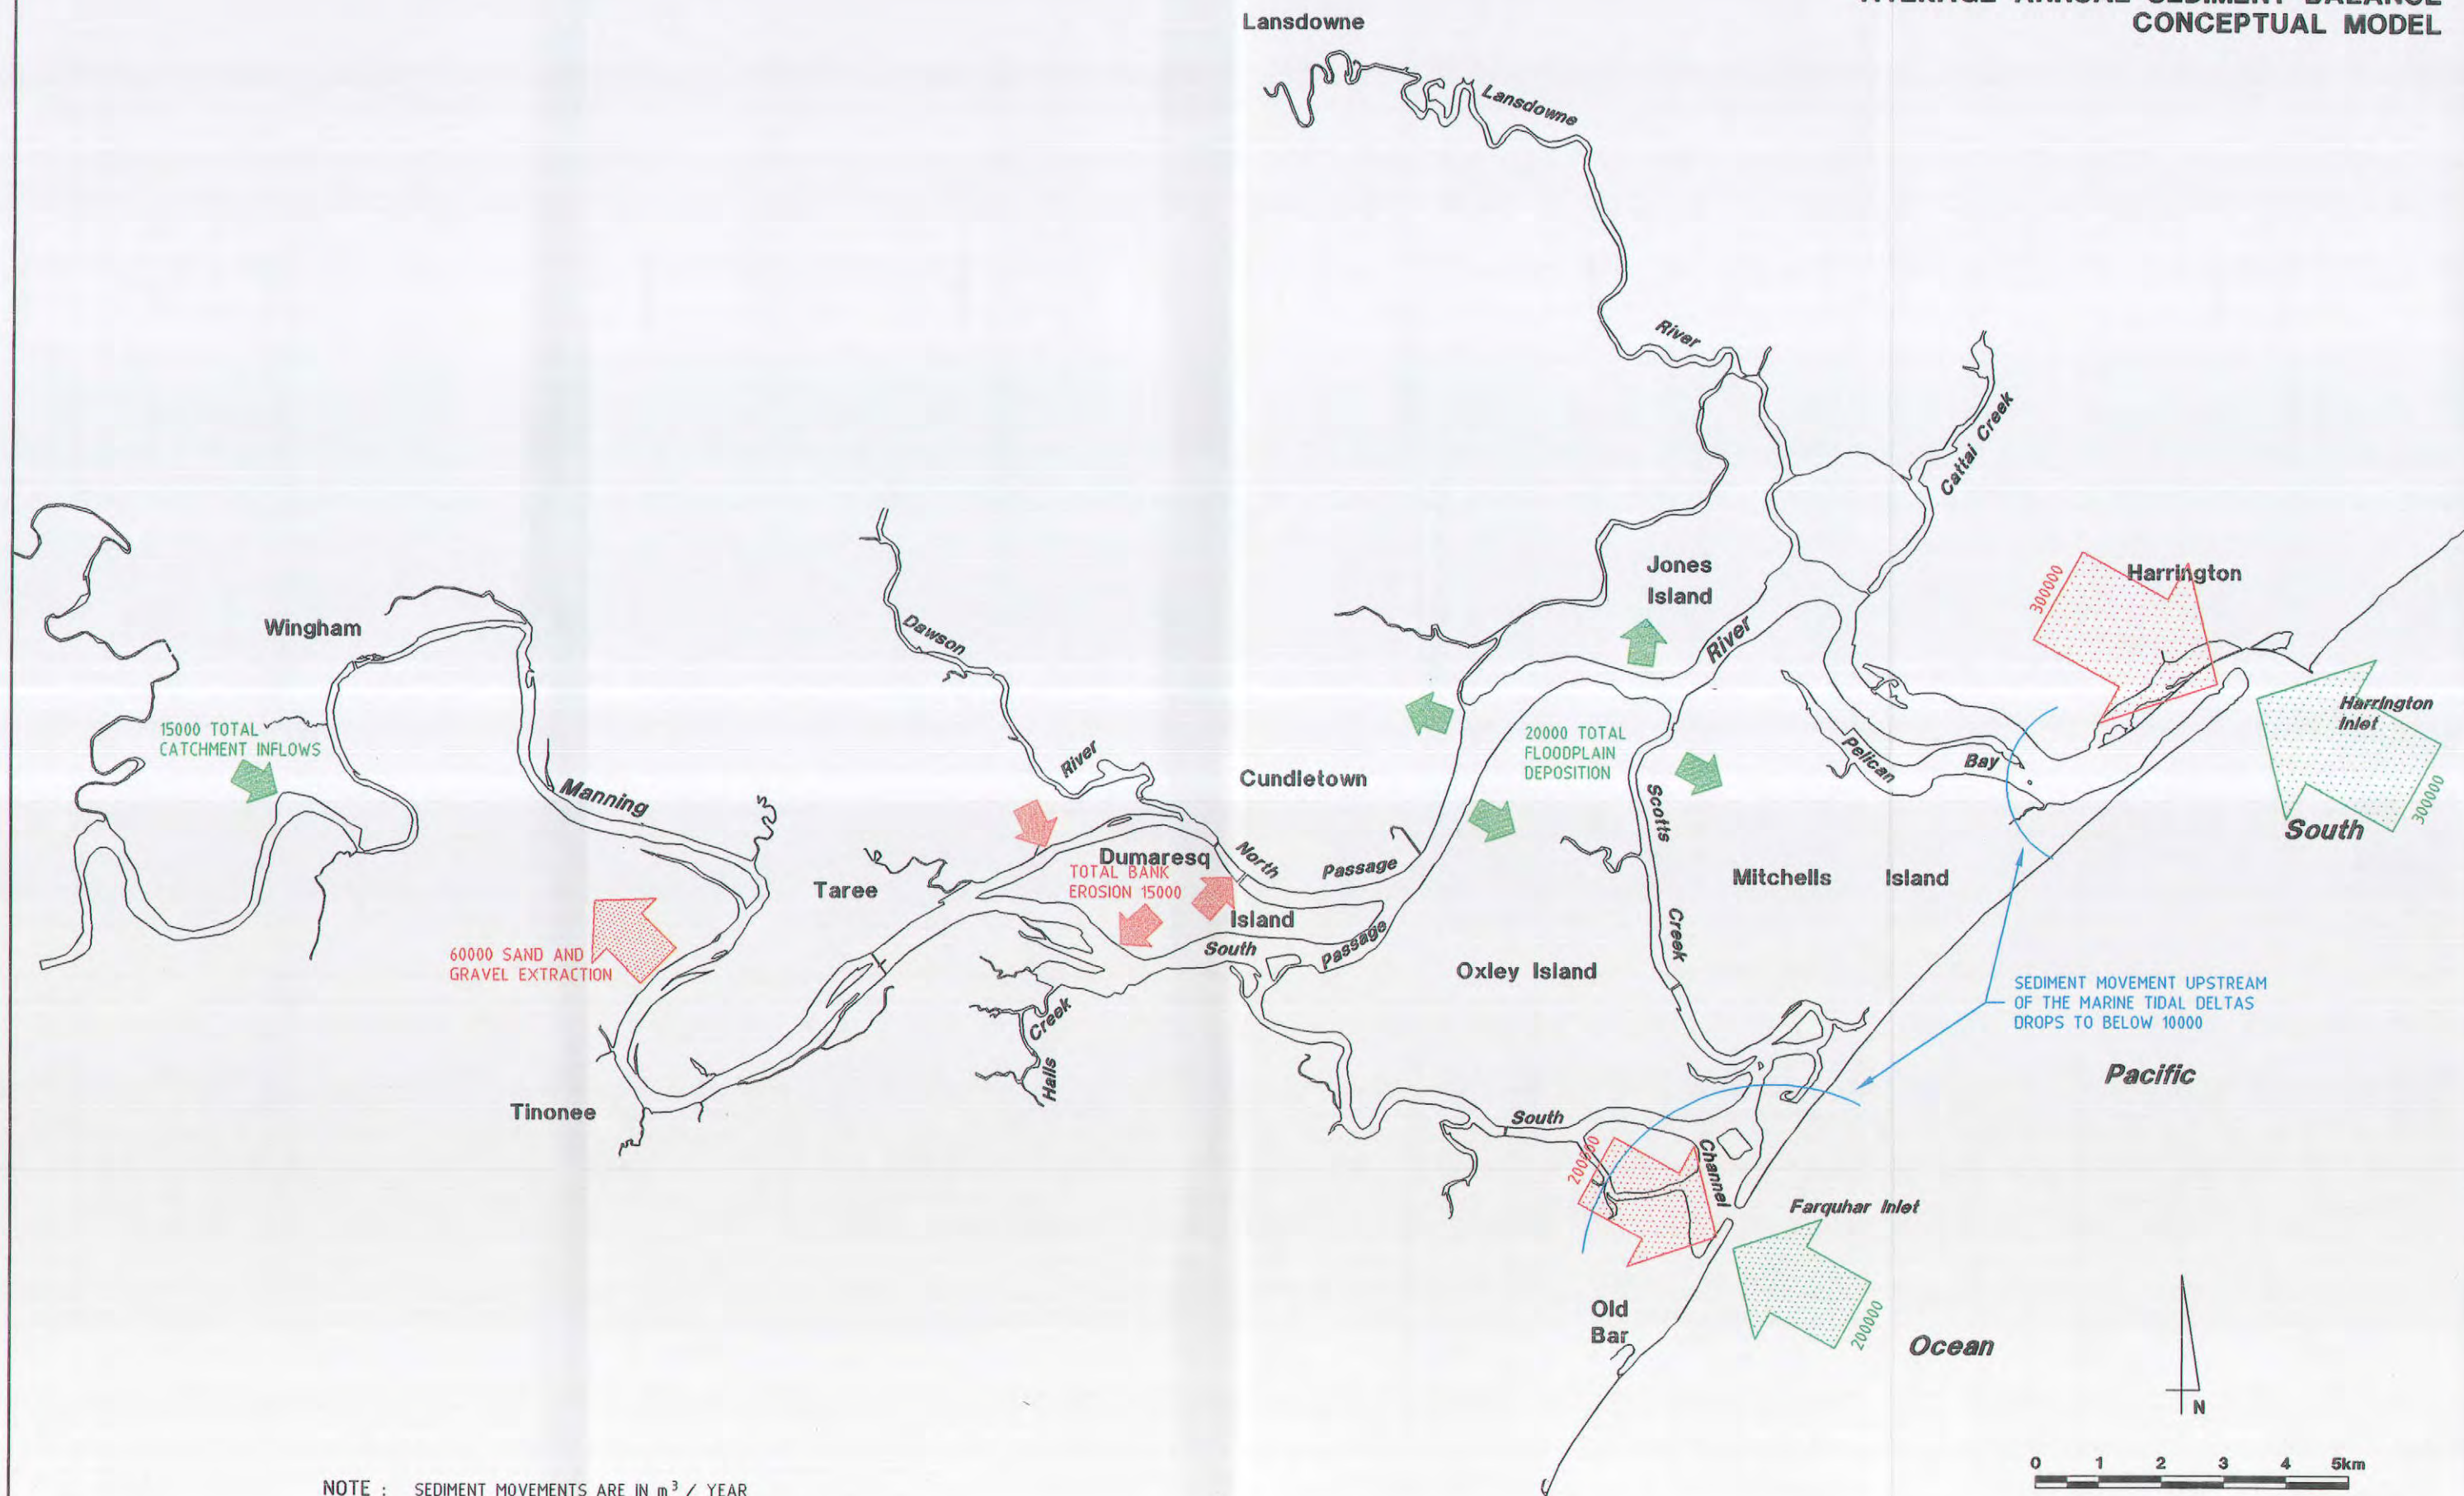 CONCEPTUAL MODEL
Lansdowne
Lansdowne
River
Cattai Creek
Jones
Island
River
300000
Harrington
Harrington
Inlet
300000
South
Wingham
15000 TOTAL
CATCHMENT INFLOWS
Manning
Dawson
River
Cundletown
20000 TOTAL
FLOODPLAIN
DEPOSITION
Pelican
Bay
Scotts
Creek
Mitchells Island
Taree
Dumaresq
TOTAL BANK
EROSION 15000
Island
North
Passage
South
Passage
Oxley Island
60000 SAND AND
GRAVEL EXTRACTION
Halls
Creek
Tinonee
SEDIMENT MOVEMENT UPSTREAM
OF THE MARINE TIDAL DELTAS
DROPS TO BELOW 10000
Pacific
South
Channel
200000
Farquhar Inlet
200000
Old
Bar
Ocean
N
0 1 2 3 4 5km
NOTE : SEDIMENT MOVEMENTS ARE IN m³ / YEAR